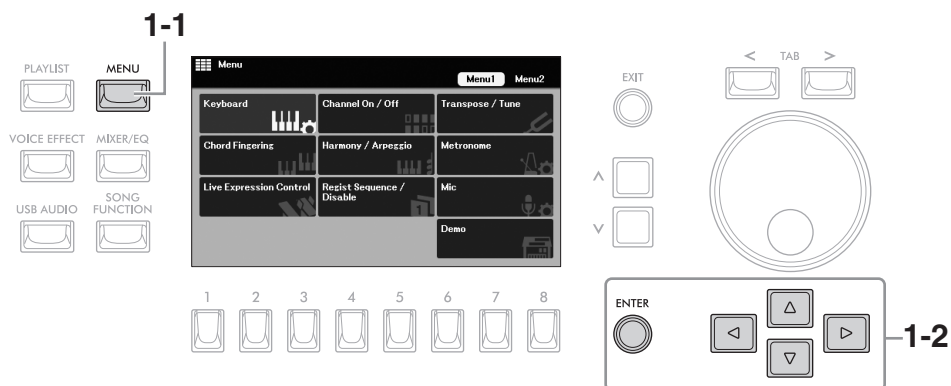 1-1
PLAYLIST
MENU
VOICE EFFECT
MIXER/EQ
USB AUDIO
SONG
FUNCTION
Menu
Menu1
Menu2
Keyboard
Channel On / Off
Transpose / Tune
Chord Fingering
Harmony / Arpeggio
Metronome
Live Expression Control
Regist Sequence /
Disable
1
Mic
Demo
1 2 3 4 5 6 7 8
EXIT
< TAB >
ENTER
1-2